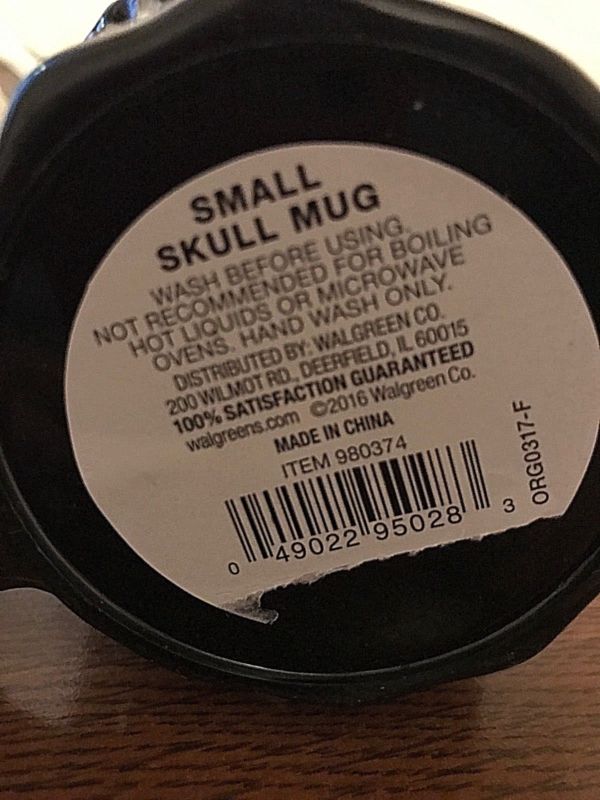 SMALL
SKULL MUG
WASH BEFORE USING.
NOT RECOMMENDED FOR BOILING
HOT LIQUIDS OR MICROWAVE
OVENS. HAND WASH ONLY.
DISTRIBUTED BY: WALGREEN CO.
200 WILMOT RD., DEERFIELD, IL 60015
100% SATISFACTION GUARANTEED
walgreens.com ©2016 Walgreen Co.
MADE IN CHINA
ITEM 980374
0 49022 95028 3
ORG0317-F